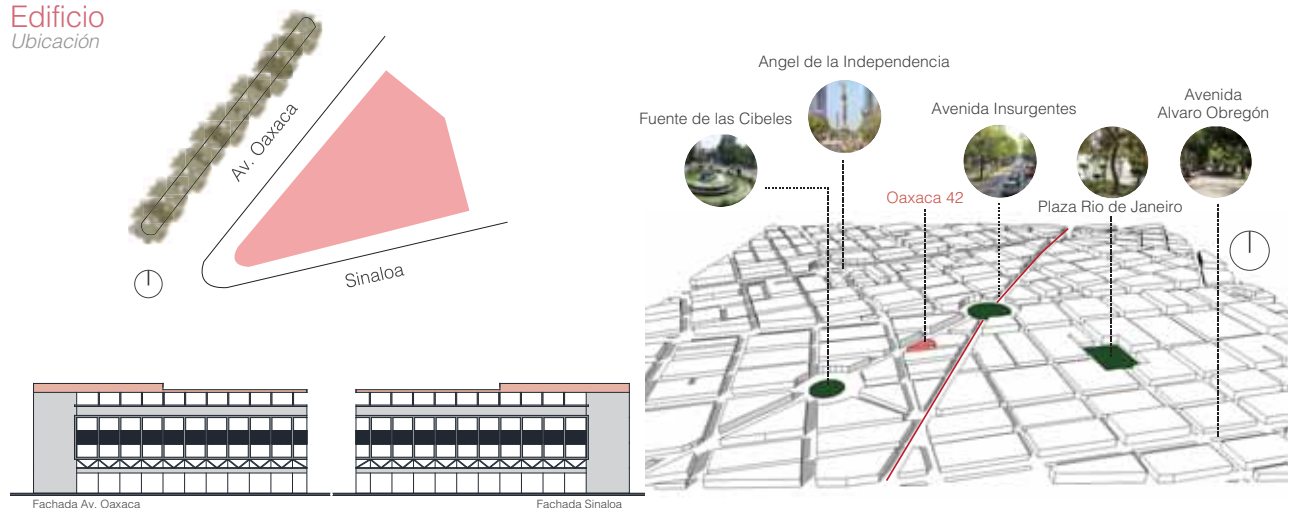 Edificio
Ubicación
Av. Oaxaca
Sinaloa
Fachada Av. Oaxaca
Fachada Sinaloa
Angel de la Independencia
Fuente de las Cibeles
Avenida Insurgentes
Avenida
Alvaro Obregón
Oaxaca 42
Plaza Rio de Janeiro